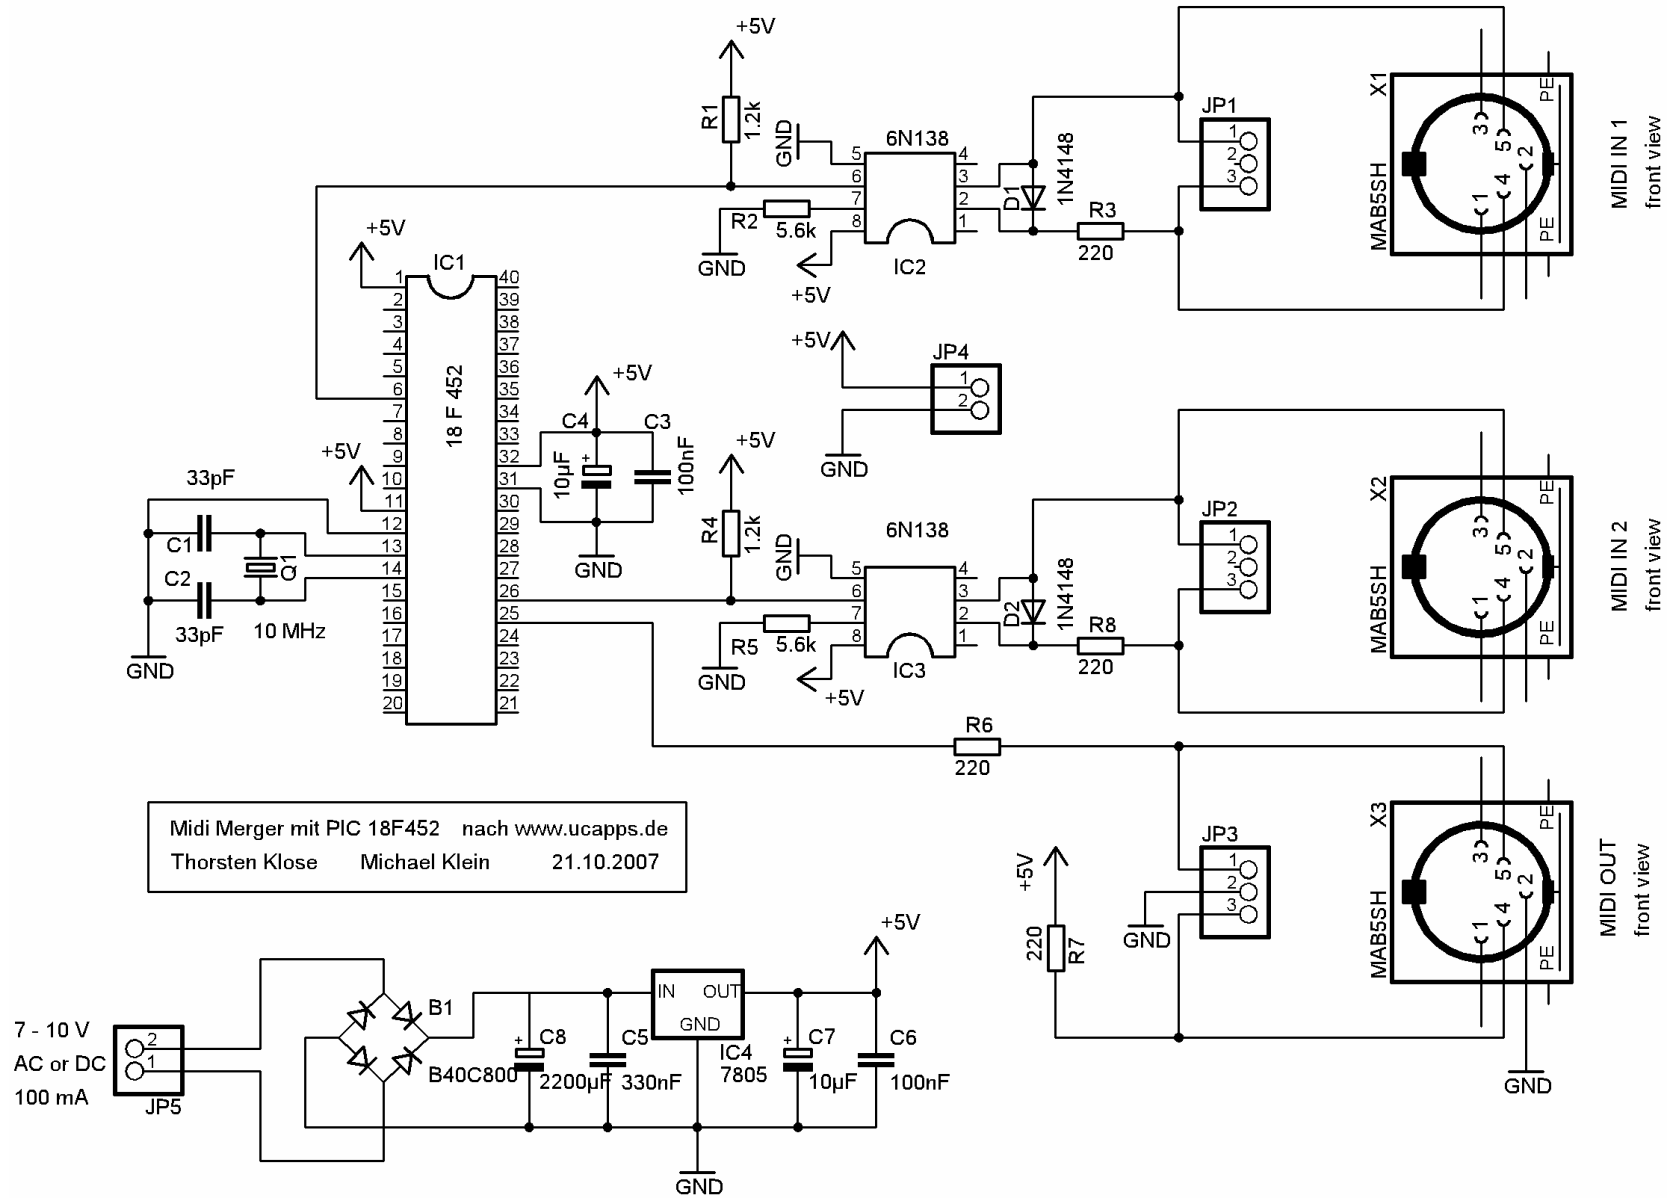 +5V
R1
1.2k
GND
6N138
5
6
7
8
4
3
2
1
R2
5.6k
GND
+5V
IC2
D1
1N4148
R3
220
JP1
1
2
3
X1
MAB5SH
PE
PE
3
5
2
4
1
MIDI IN 1
front view
+5V
IC1
18 F 452
1
2
3
4
5
6
7
8
9
10
11
12
13
14
15
16
17
18
19
20
40
39
38
37
36
35
34
33
32
31
30
29
28
27
26
25
24
23
22
21
+5V
33pF
C1
C2
33pF
Q1
10 MHz
GND
+5V
C4
C3
+
10µF
100nF
GND
+5V
JP4
1
2
GND
+5V
R4
1.2k
GND
6N138
5
6
7
8
4
3
2
1
R5
5.6k
GND
+5V
IC3
D2
1N4148
R8
220
JP2
1
2
3
X2
MAB5SH
PE
PE
3
5
2
4
1
MIDI IN 2
front view
R6
220
+5V
220
R7
JP3
1
2
3
GND
X3
MAB5SH
PE
PE
3
5
2
4
1
GND
MIDI OUT
front view
Midi Merger mit PIC 18F452 nach www.ucapps.de
Thorsten Klose Michael Klein 21.10.2007
7 - 10 V
AC or DC
100 mA
2
1
JP5
B1
B40C800
+
C8
2200µF
C5
330nF
IN OUT
GND
IC4
7805
+5V
+
C7
10µF
C6
100nF
GND